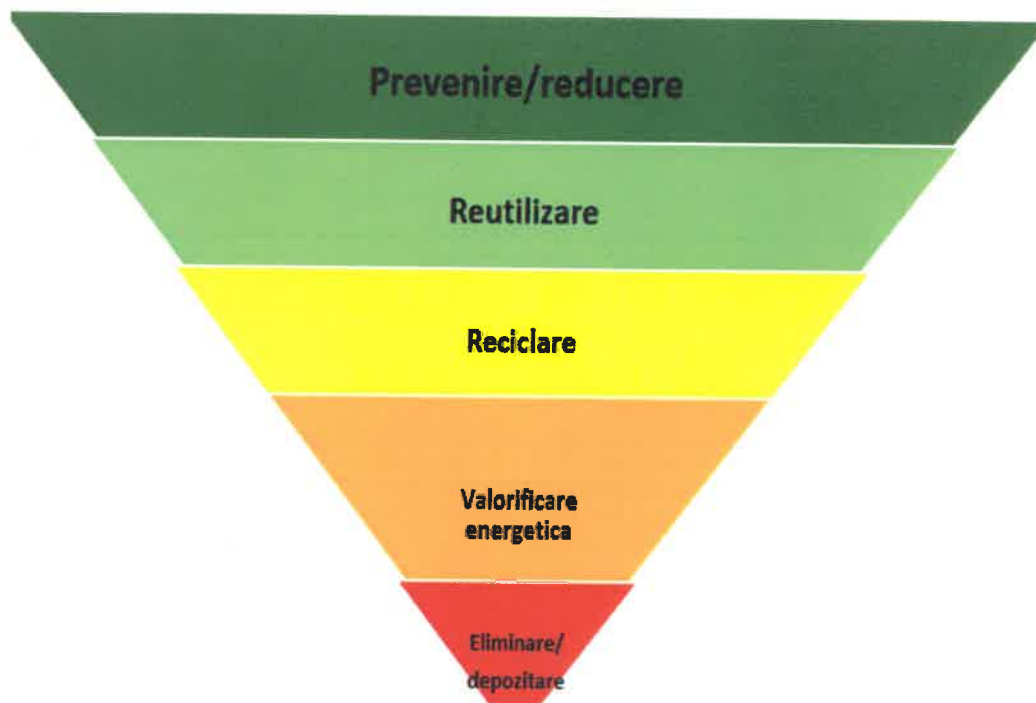 Prevenire/reducere
Reutilizare
Reciclare
Valorificare
energetica
Eliminare/
depozitare